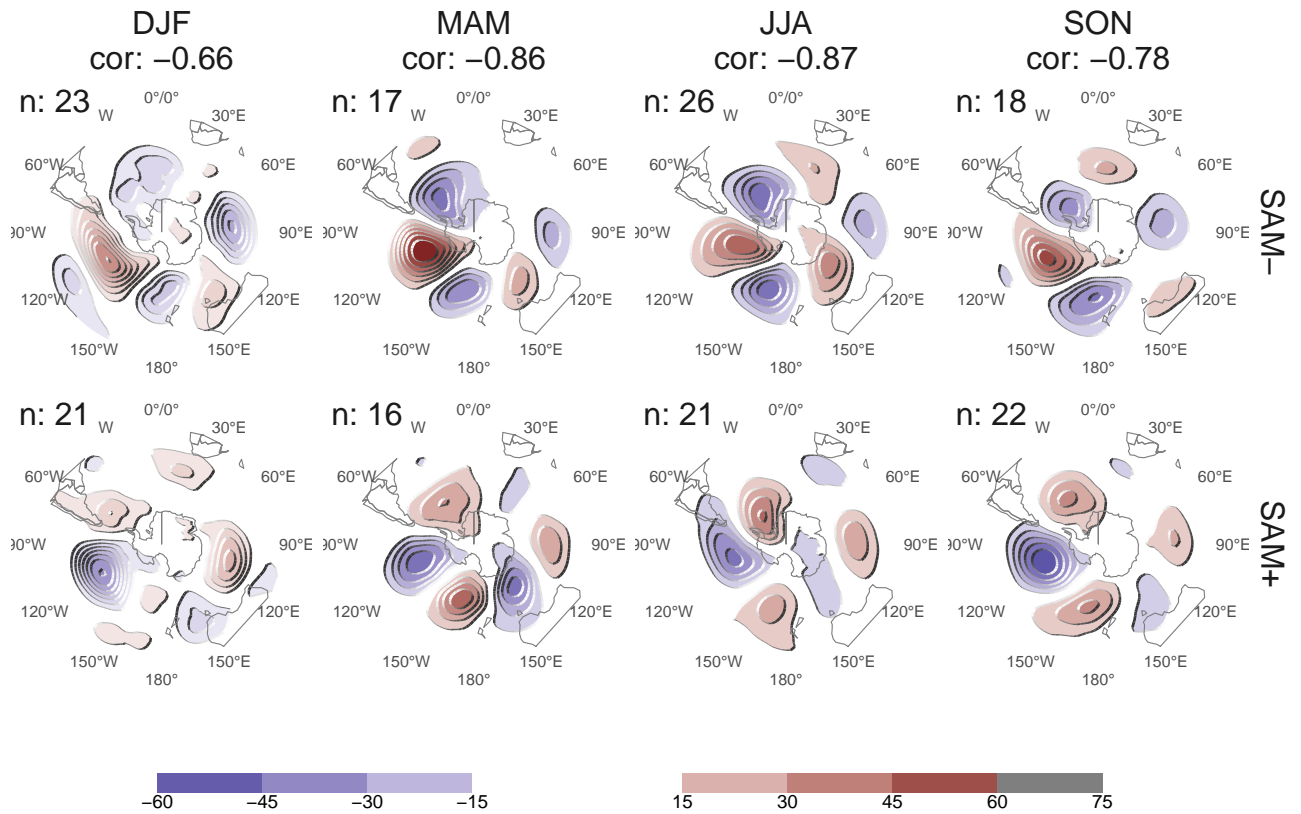 DJF MAM JJA SON
cor: −0.66 cor: −0.86 cor: −0.87 cor: −0.78
n: 23 n: 17 n: 26 n: 18
0°/0° 0°/0° 0°/0° 0°/0°
W 30°E W 30°E W 30°E W 30°E
60°W 60°E 60°W 60°E 60°W 60°E 60°W 60°E
SAM−
90°W 90°E 90°W 90°E 90°W 90°E 90°W 90°E
120°W 120°E 120°W 120°E 120°W 120°E 120°W 120°E
150°W 150°E 150°W 150°E 150°W 150°E 150°W 150°E
180° 180° 180° 180°
n: 21 n: 16 n: 21 n: 22
0°/0° 0°/0° 0°/0° 0°/0°
W 30°E W 30°E W 30°E W 30°E
60°W 60°E 60°W 60°E 60°W 60°E 60°W 60°E
SAM+
90°W 90°E 90°W 90°E 90°W 90°E 90°W 90°E
120°W 120°E 120°W 120°E 120°W 120°E 120°W 120°E
150°W 150°E 150°W 150°E 150°W 150°E 150°W 150°E
180° 180° 180° 180°
−60 −45 −30 −15 15 30 45 60 75